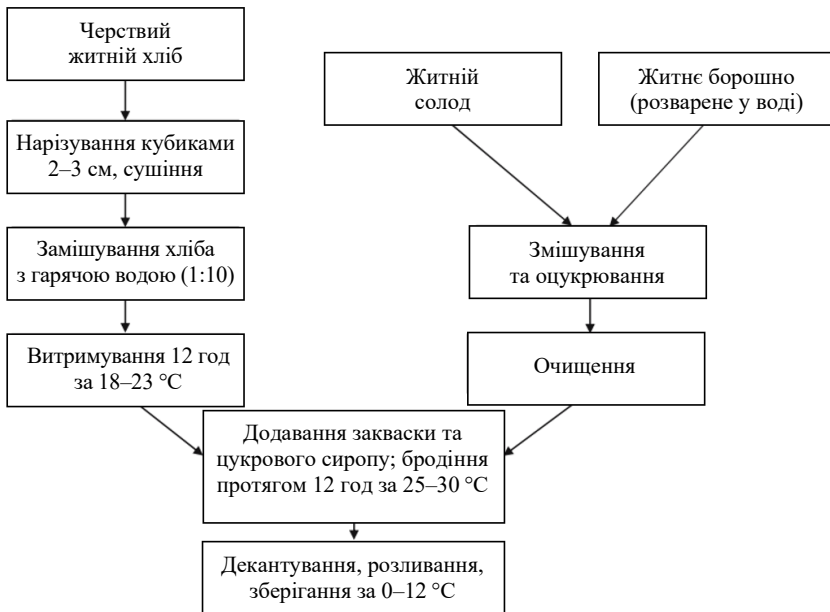 Черствий
житній хліб
Житній
солод
Житнє борошно
(розварене у воді)
Нарізування кубиками
2–3 см, сушіння
Замішування хліба
з гарячою водою (1:10)
Змішування
та оцукрювання
Витримування 12 год
за 18–23 °C
Очищення
Додавання закваски та
цукрового сиропу; бродіння
протягом 12 год за 25–30 °C
Декантування, розливання,
зберігання за 0–12 °C